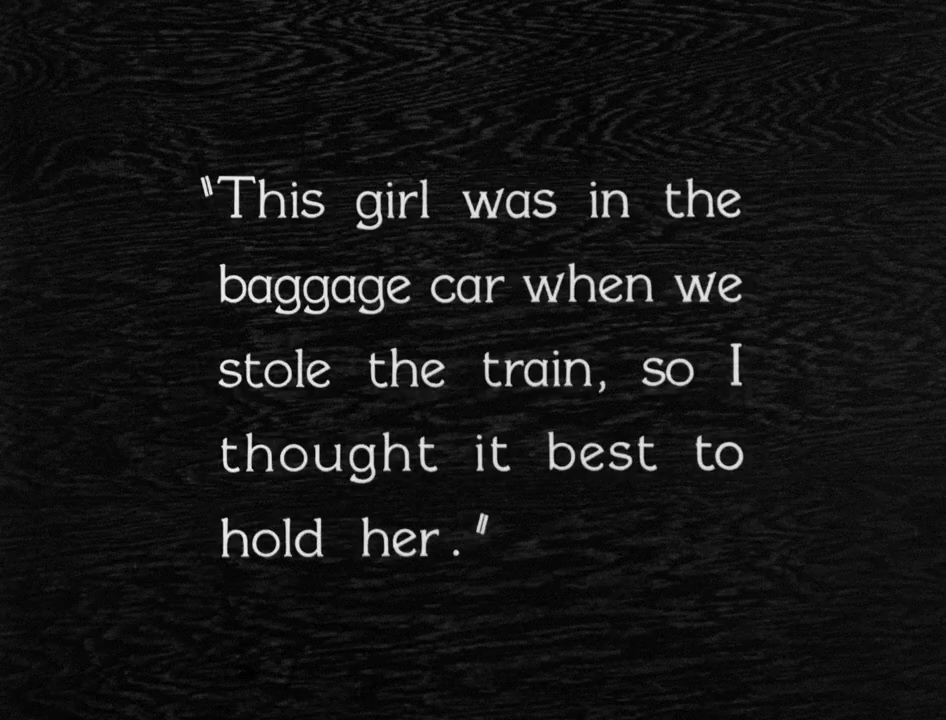 "This girl was in the
baggage car when we
stole the train, so I
thought it best to
hold her."